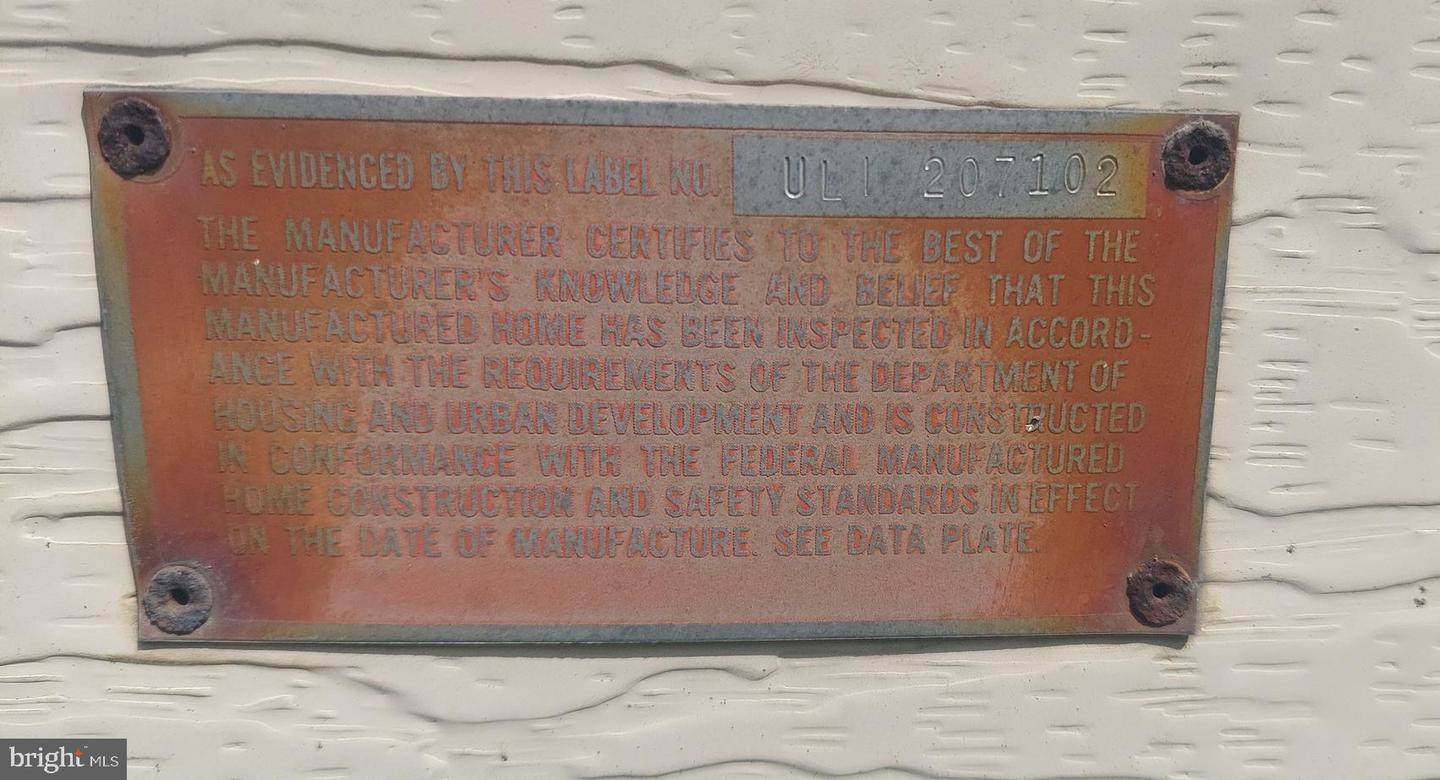 AS EVIDENCED BY THIS LABEL NO. ULI 207102
THE MANUFACTURER CERTIFIES TO THE BEST OF THE
MANUFACTURER'S KNOWLEDGE AND BELIEF THAT THIS
MANUFACTURED HOME HAS BEEN INSPECTED IN ACCORD-
ANCE WITH THE REQUIREMENTS OF THE DEPARTMENT OF
HOUSING AND URBAN DEVELOPMENT AND IS CONSTRUCTED
IN CONFORMANCE WITH THE FEDERAL MANUFACTURED
HOME CONSTRUCTION AND SAFETY STANDARDS IN EFFECT
ON THE DATE OF MANUFACTURE. SEE DATA PLATE.
bright MLS